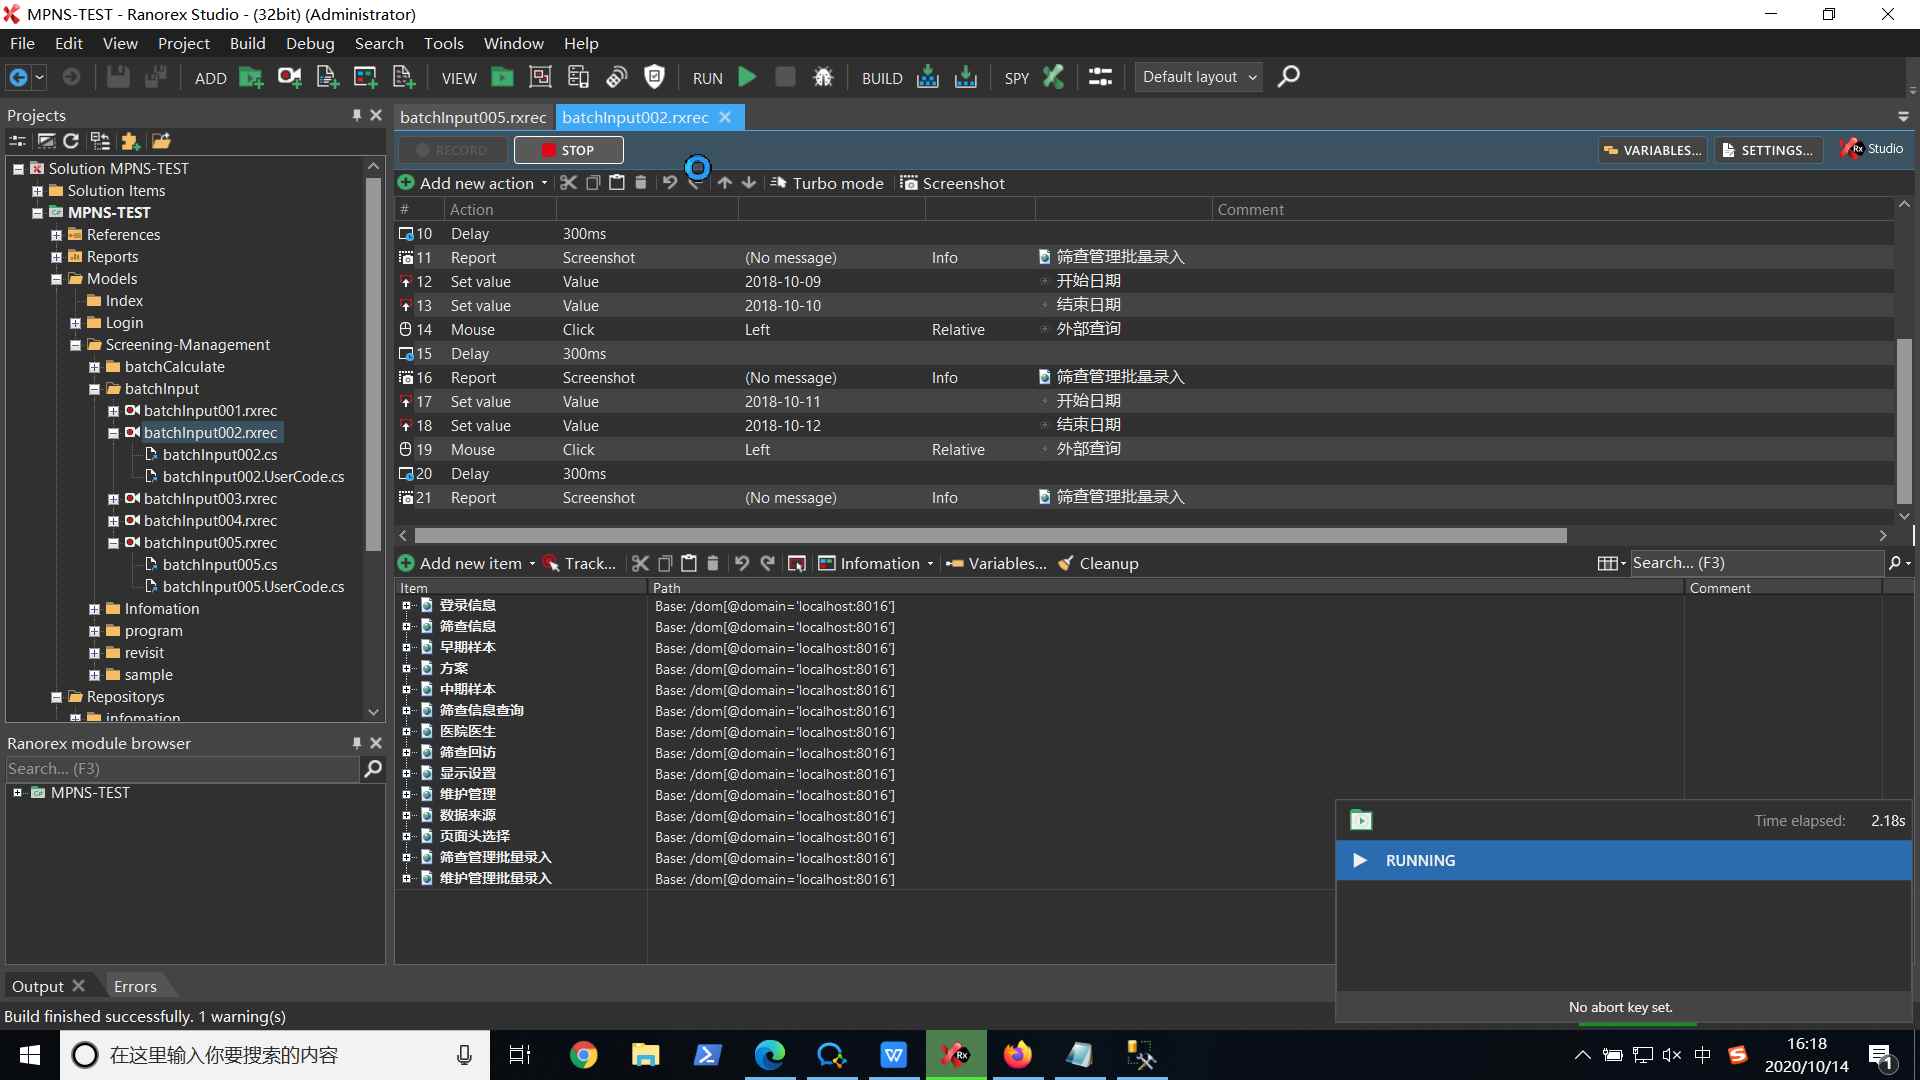 MPNS-TEST - Ranorex Studio - (32bit) (Administrator)
File Edit View Project Build Debug Search Tools Window Help
ADD VIEW RUN BUILD SPY Default layout
Projects
Solution MPNS-TEST
Solution Items
MPNS-TEST
References
Reports
Models
Index
Login
Screening-Management
batchCalculate
batchInput
batchInput001.rxrec
batchInput002.rxrec
batchInput002.cs
batchInput002.UserCode.cs
batchInput003.rxrec
batchInput004.rxrec
batchInput005.rxrec
batchInput005.cs
batchInput005.UserCode.cs
Infomation
program
revisit
sample
Repositorys
infomation
Ranorex module browser
Search... (F3)
MPNS-TEST
batchInput005.rxrec batchInput002.rxrec
RECORD STOP VARIABLES... SETTINGS... Rx Studio
Add new action Turbo mode Screenshot
# Action Comment
10 Delay 300ms
11 Report Screenshot (No message) Info 筛查管理批量录入
12 Set value Value 2018-10-09 开始日期
13 Set value Value 2018-10-10 结束日期
14 Mouse Click Left Relative 外部查询
15 Delay 300ms
16 Report Screenshot (No message) Info 筛查管理批量录入
17 Set value Value 2018-10-11 开始日期
18 Set value Value 2018-10-12 结束日期
19 Mouse Click Left Relative 外部查询
20 Delay 300ms
21 Report Screenshot (No message) Info 筛查管理批量录入
Add new item Track... Infomation Variables... Cleanup Search... (F3)
Item Path Comment
登录信息 Base: /dom[@domain='localhost:8016']
筛查信息 Base: /dom[@domain='localhost:8016']
早期样本 Base: /dom[@domain='localhost:8016']
方案 Base: /dom[@domain='localhost:8016']
中期样本 Base: /dom[@domain='localhost:8016']
筛查信息查询 Base: /dom[@domain='localhost:8016']
医院医生 Base: /dom[@domain='localhost:8016']
筛查回访 Base: /dom[@domain='localhost:8016']
显示设置 Base: /dom[@domain='localhost:8016']
维护管理 Base: /dom[@domain='localhost:8016']
数据来源 Base: /dom[@domain='localhost:8016']
页面头选择 Base: /dom[@domain='localhost:8016']
筛查管理批量录入 Base: /dom[@domain='localhost:8016']
维护管理批量录入 Base: /dom[@domain='localhost:8016']
Time elapsed: 2.18s
RUNNING
No abort key set.
Output Errors
Build finished successfully. 1 warning(s)
在这里输入你要搜索的内容
中
16:18
2020/10/14
1